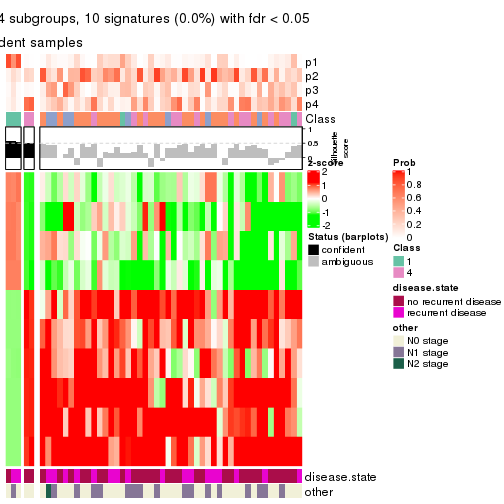 4 subgroups, 10 signatures (0.0%) with fdr < 0.05
dent samples
p1
p2
p3
p4
Class
1
0.5
0
Silhouette
score
z-score
2
1
0
-1
-2
Status (barplots)
confident
ambiguous
Prob
1
0.8
0.6
0.4
0.2
0
Class
1
4
disease.state
no recurrent disease
recurrent disease
other
N0 stage
N1 stage
N2 stage
disease.state
other